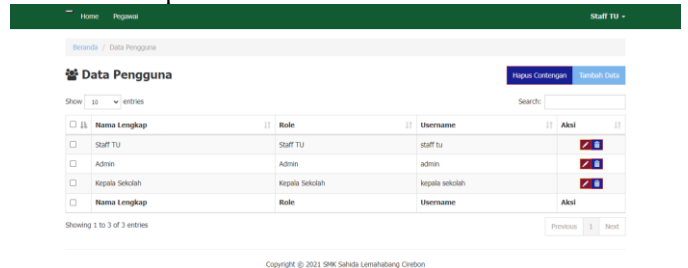 Home Pegawai Staff TU
Beranda / Data Pengguna
Data Pengguna
Hapus Contengan Tambah Data
Show 10 entries Search:
Nama Lengkap Role Username Aksi
Staff TU Staff TU staff tu
Admin Admin admin
Kepala Sekolah Kepala Sekolah kepala sekolah
Nama Lengkap Role Username Aksi
Showing 1 to 3 of 3 entries Previous 1 Next
Copyright @ 2021 SMK Sahida Lemahabang Cirebon